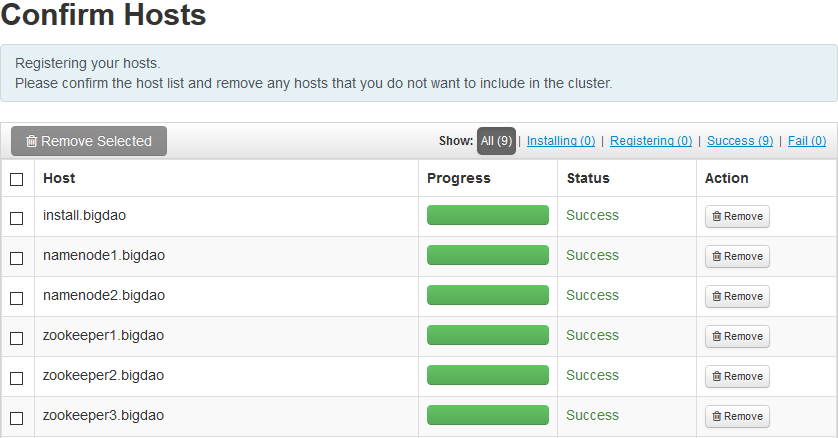 Confirm Hosts
Registering your hosts.
Please confirm the host list and remove any hosts that you do not want to include in the cluster.
Remove Selected Show: All (9) | Installing (0) | Registering (0) | Success (9) | Fail (0)
Host Progress Status Action
install.bigdao Success Remove
namenode1.bigdao Success Remove
namenode2.bigdao Success Remove
zookeeper1.bigdao Success Remove
zookeeper2.bigdao Success Remove
zookeeper3.bigdao Success Remove